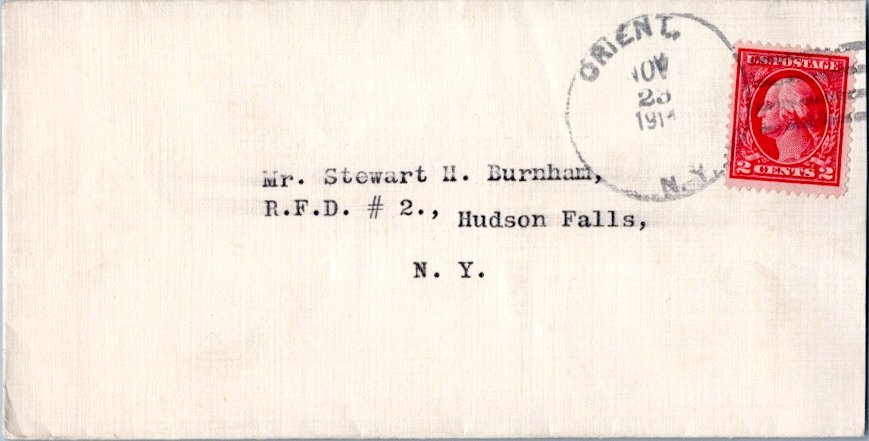 ORIENT,
NOV
23
1914
N.Y.
U.S. POSTAGE
2 CENTS 2
Mr. Stewart H. Burnham,
R.F.D. # 2., Hudson Falls,
N. Y.